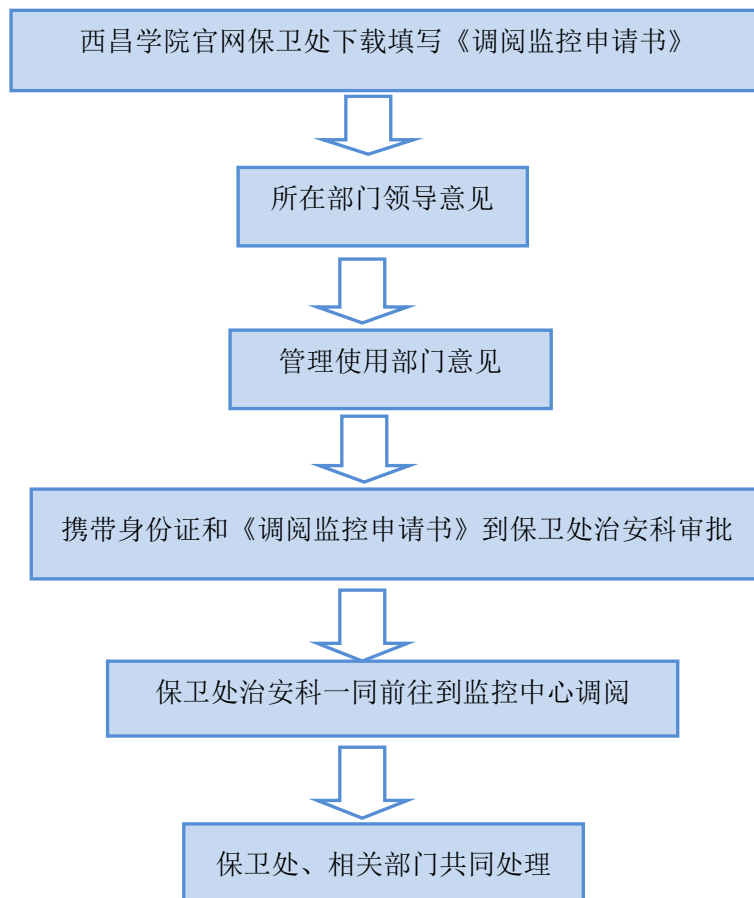 西昌学院官网保卫处下载填写《调阅监控申请书》
所在部门领导意见
管理使用部门意见
携带身份证和《调阅监控申请书》到保卫处治安科审批
保卫处治安科一同前往到监控中心调阅
保卫处、相关部门共同处理